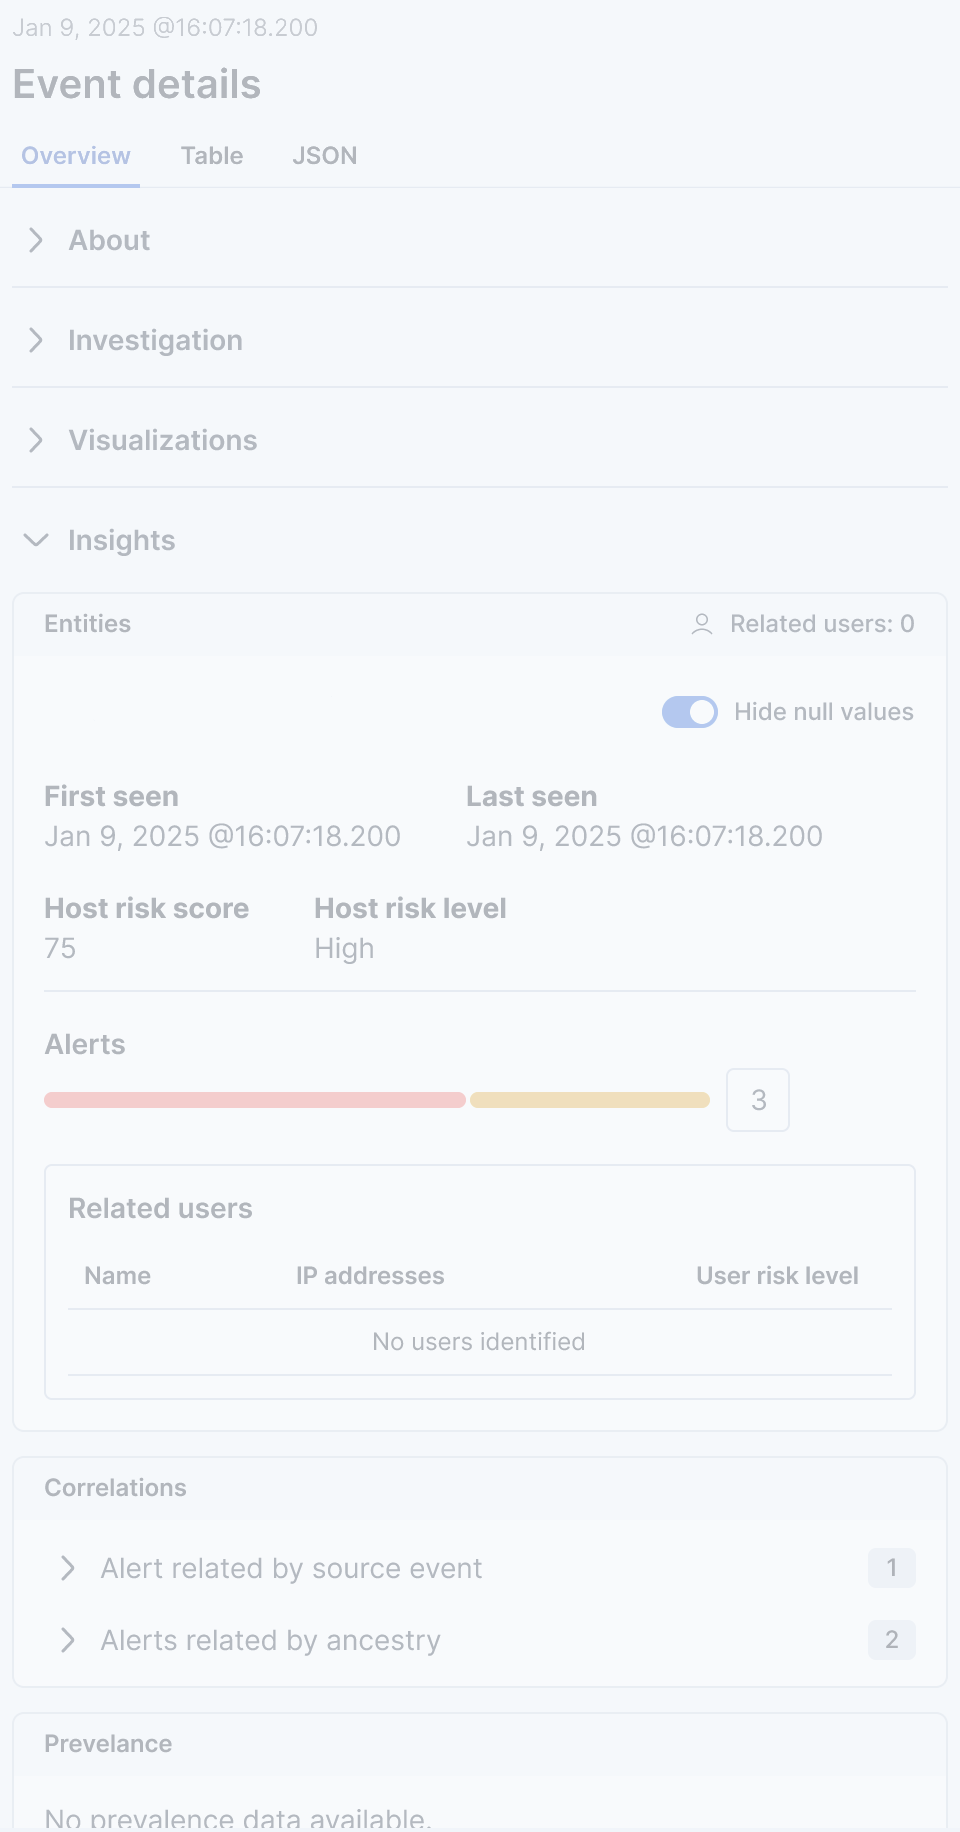 Jan 9, 2025 @16:07:18.200
Event details
Overview Table JSON
About
Investigation
Visualizations
Insights
Entities Related users: 0
Hide null values
First seen Last seen
Jan 9, 2025 @16:07:18.200 Jan 9, 2025 @16:07:18.200
Host risk score Host risk level
75 High
Alerts
3
Related users
Name IP addresses User risk level
No users identified
Correlations
Alert related by source event 1
Alerts related by ancestry 2
Prevelance
No prevalence data available.